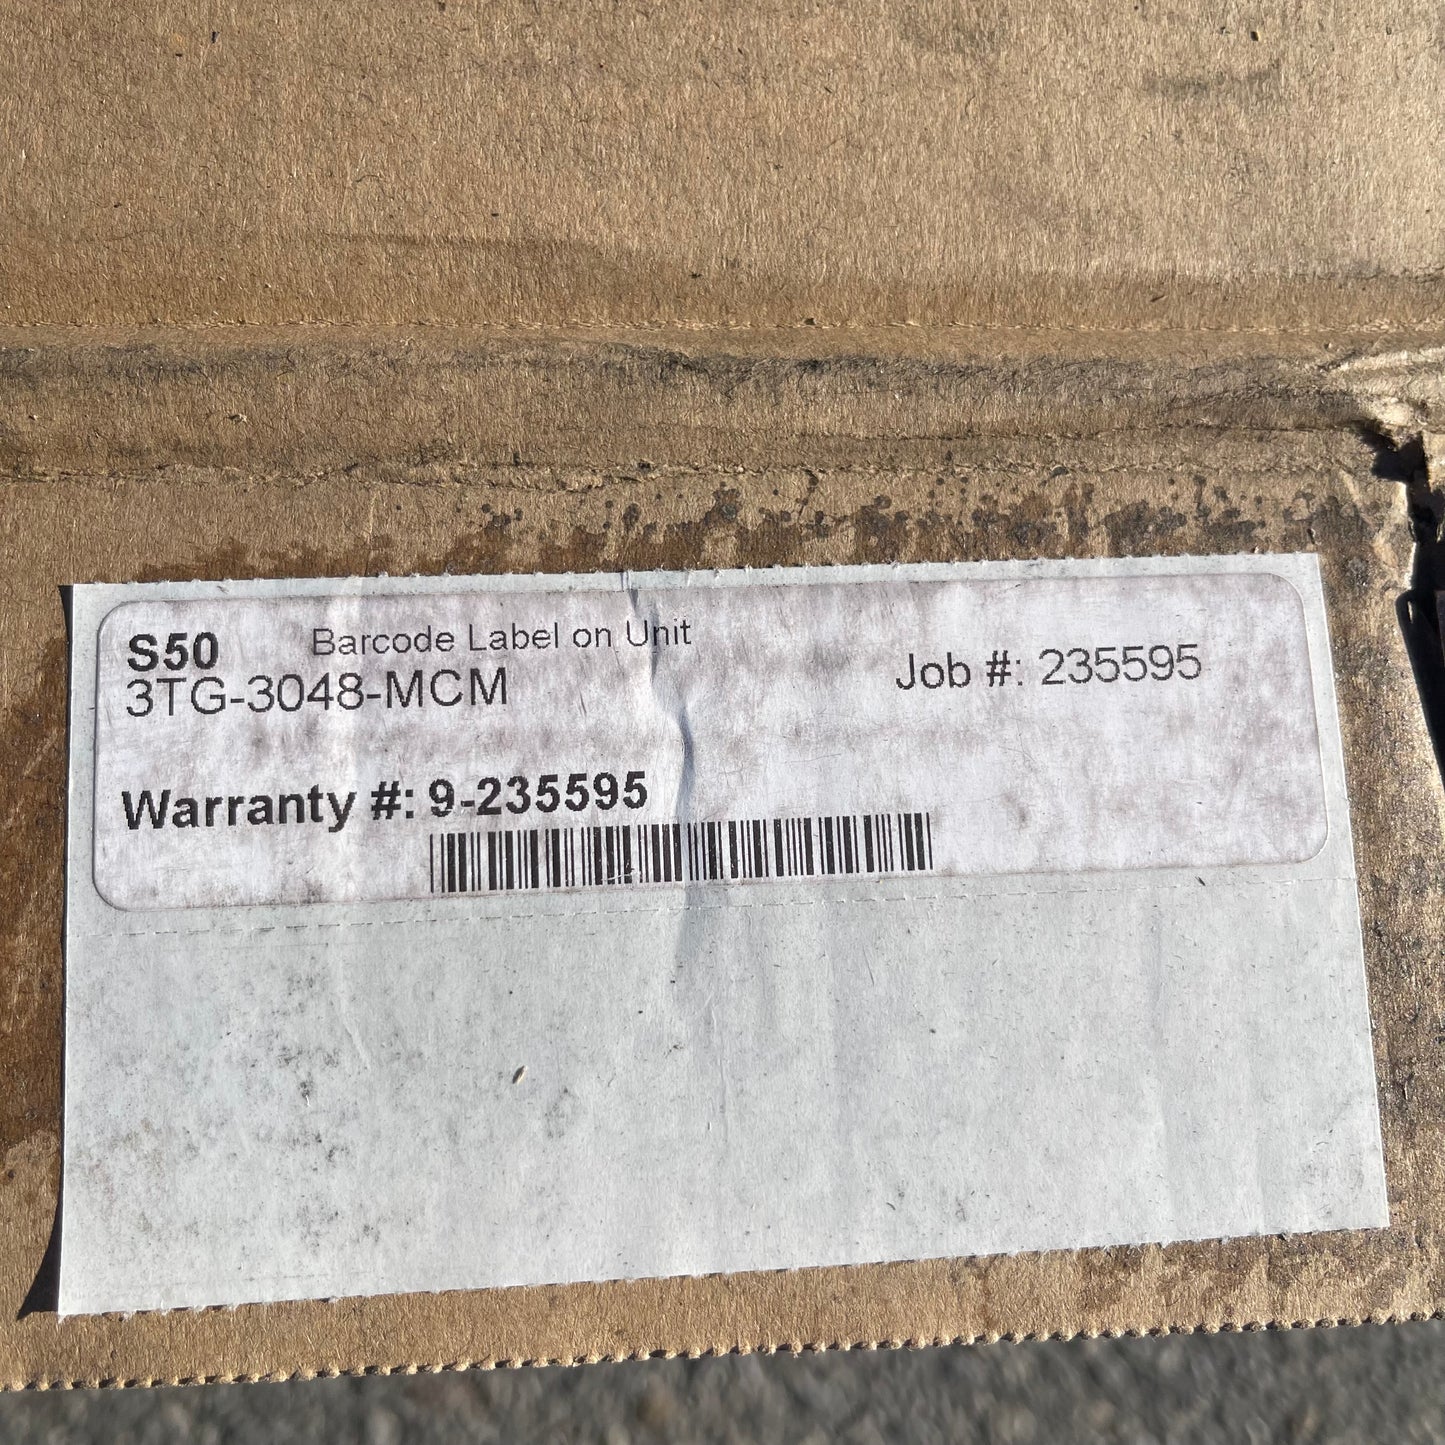 S50 Barcode Label on Unit
3TG-3048-MCM Job #: 235595
Warranty #: 9-235595